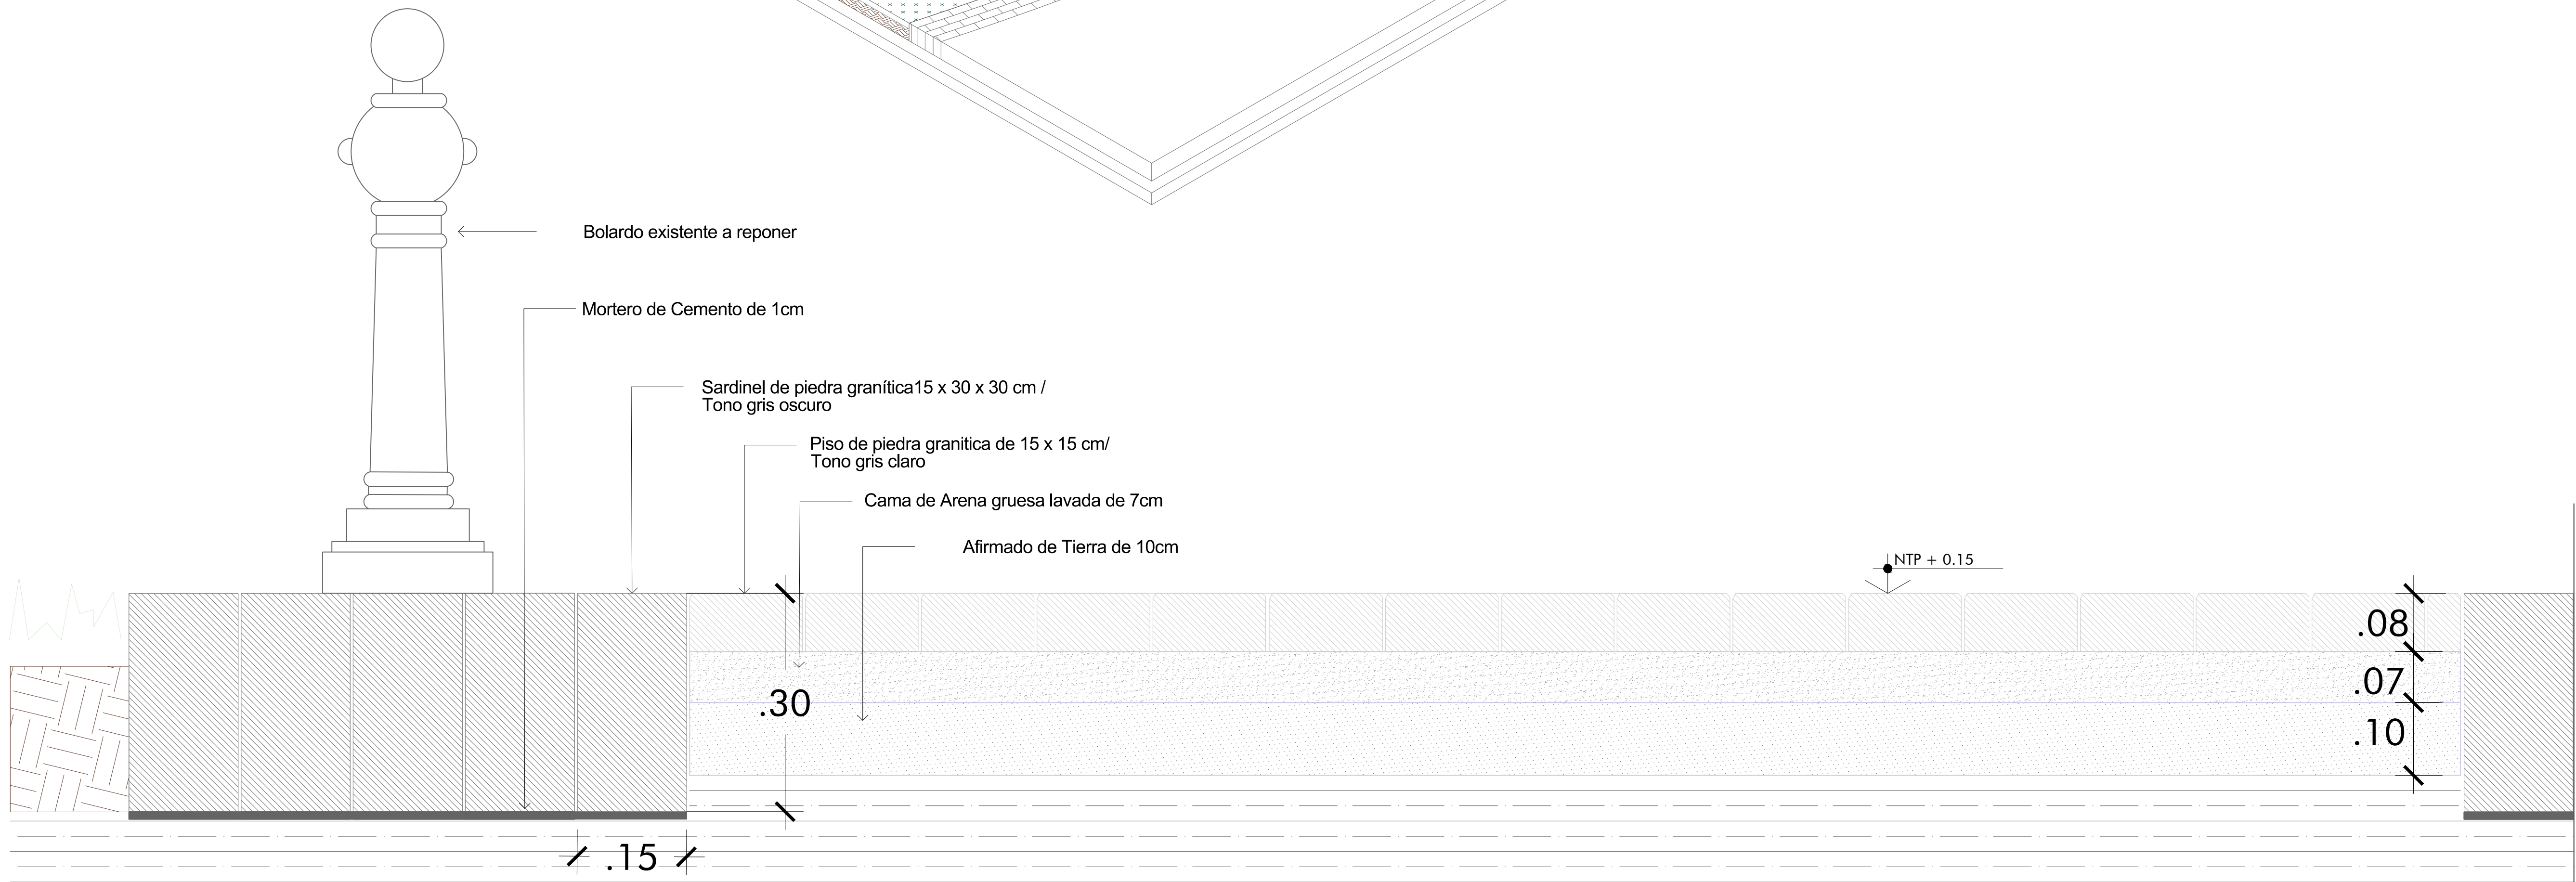 Bolardo existente a reponer
Mortero de Cemento de 1cm
Sardinel de piedra granítica15 x 30 x 30 cm /
Tono gris oscuro
Piso de piedra granitica de 15 x 15 cm/
Tono gris claro
Cama de Arena gruesa lavada de 7cm
Afirmado de Tierra de 10cm
NTP + 0.15
.08
.07
.30
.10
.15